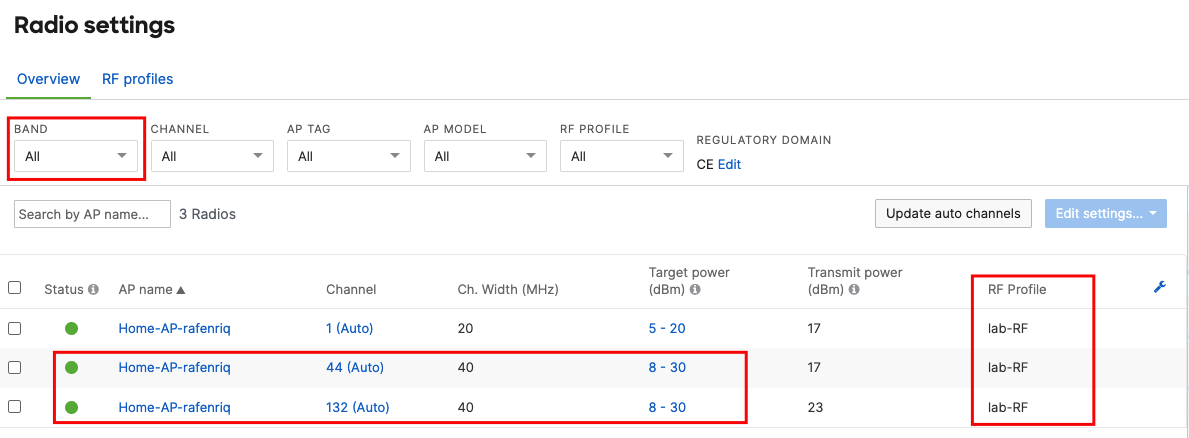 Radio settings
Overview RF profiles
BAND CHANNEL AP TAG AP MODEL RF PROFILE REGULATORY DOMAIN
All All All All All CE Edit
Search by AP name... 3 Radios Update auto channels Edit settings...
Status AP name Channel Ch. Width (MHz) Target power (dBm) Transmit power (dBm) RF Profile
Home-AP-rafenriq 1 (Auto) 20 5 - 20 17 lab-RF
Home-AP-rafenriq 44 (Auto) 40 8 - 30 17 lab-RF
Home-AP-rafenriq 132 (Auto) 40 8 - 30 23 lab-RF